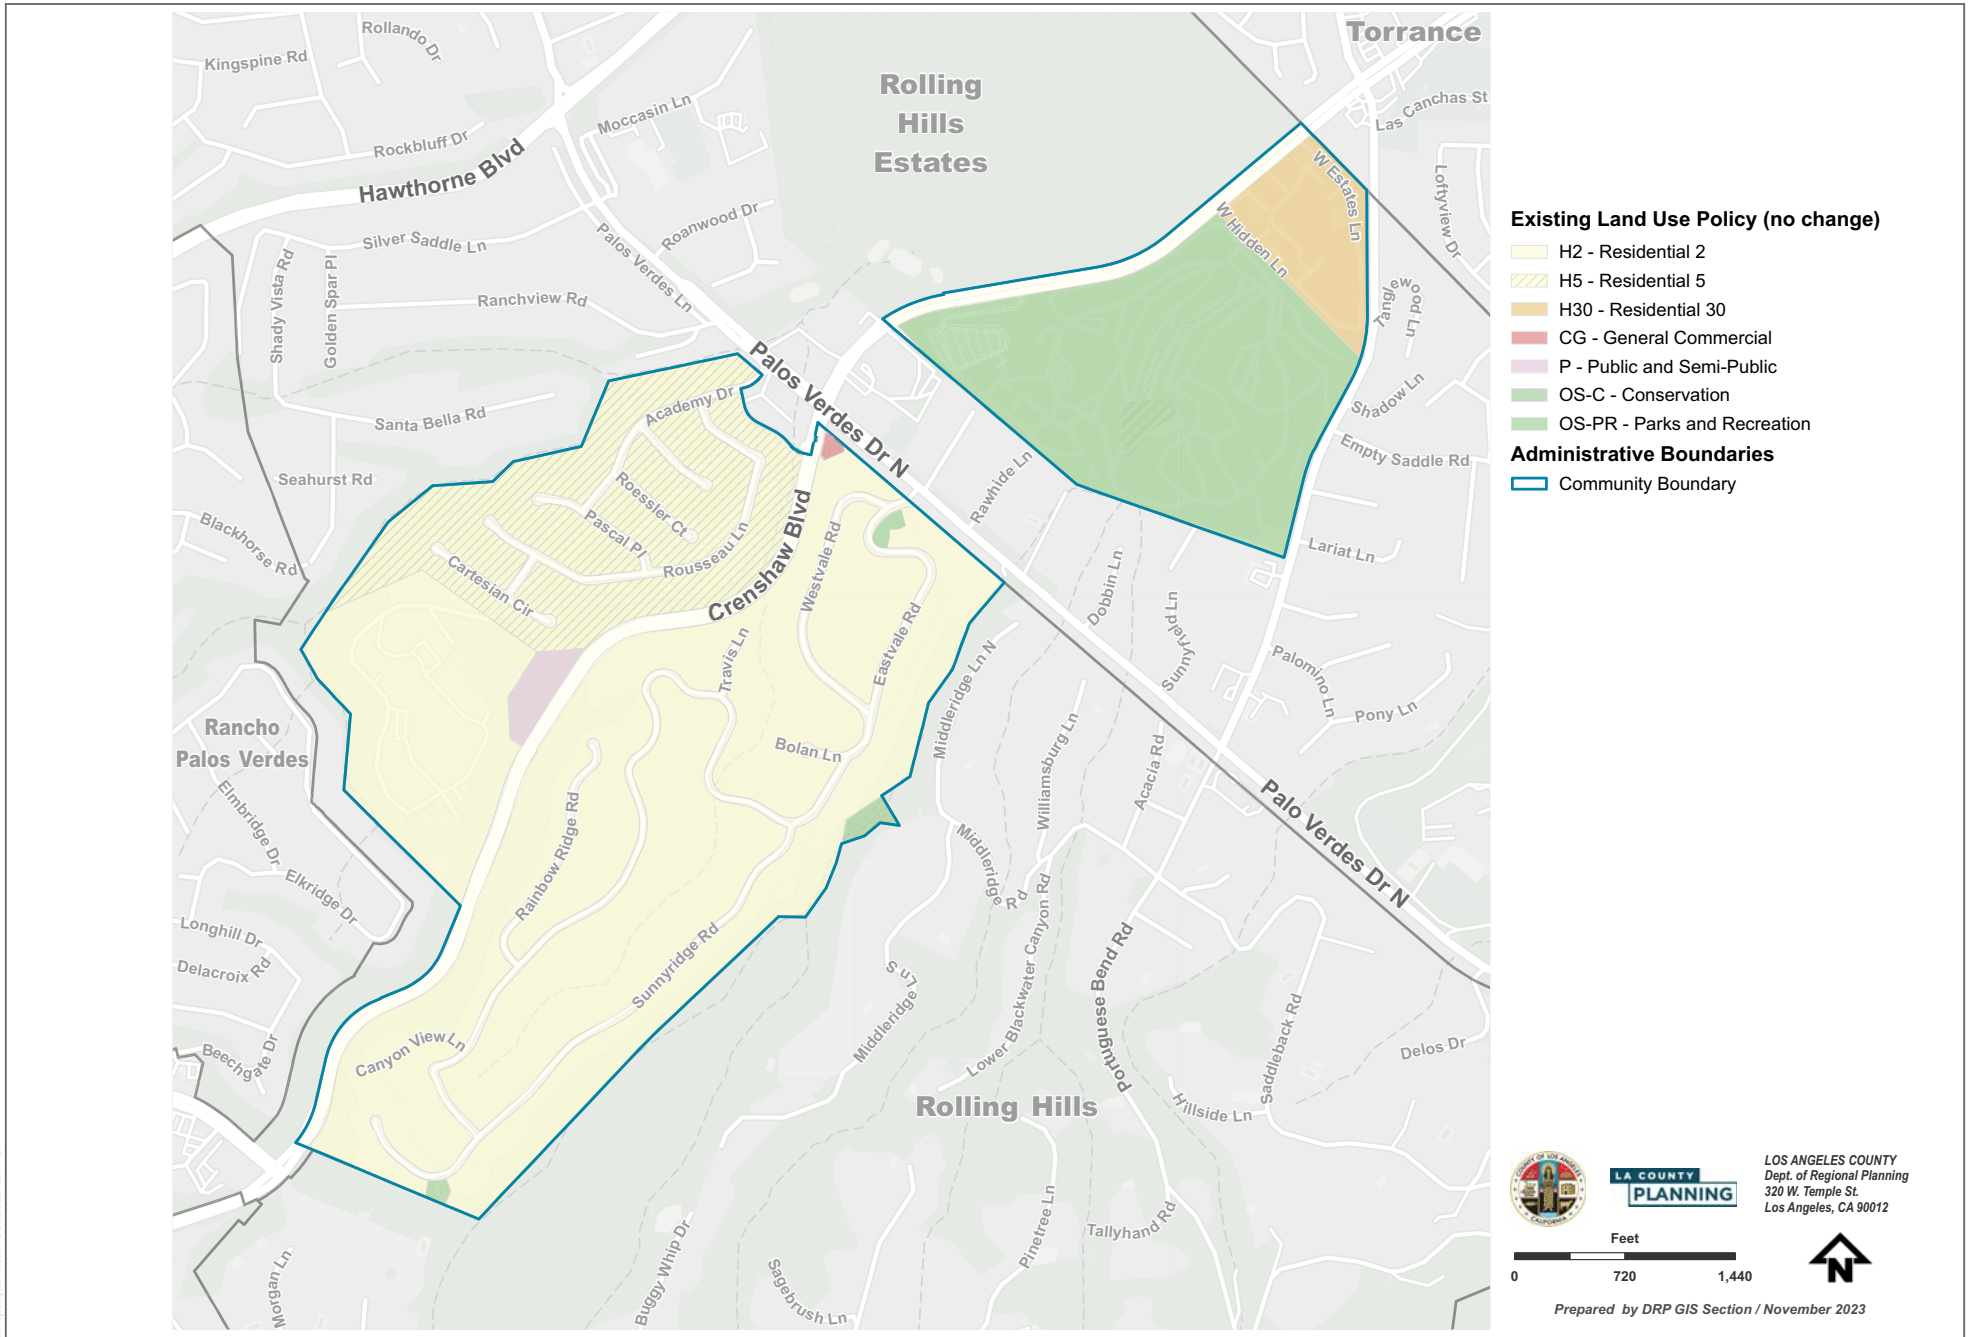 Torrance
Rollando Dr
Kingspine Rd
Rolling
Hills
Estates
Moccasin Ln
Las Canchas St
Rockbluff Dr
Hawthorne Blvd
W Estates Ln
Loftyview Dr
Roanwood Dr
W Hidden Ln
Silver Saddle Ln
Palos Verdes Ln
Shady Vista Rd
Golden Spar Pl
Ranchview Rd
Tanglewood Ln
Palos Verdes Dr N
Academy Dr
Shadow Ln
Santa Bella Rd
Empty Saddle Rd
Seahurst Rd
Roessler Ct
Rawhide Ln
Blackhorse Rd
Pascal Pl
Rousseau Ln
Crenshaw Blvd
Westvale Rd
Lariat Ln
Cartesian Cir
Dobbin Ln
Sunnyfield Ln
Eastvale Rd
Travis Ln
Middleridge Ln N
Palomino Ln
Pony Ln
Rancho
Palos Verdes
Bolan Ln
Williamsburg Ln
Acacia Rd
Palo Verdes Dr N
Elmbridge Dr
Rainbow Ridge Rd
Middleridge Rd
Elkridge Dr
Longhill Dr
Delacroix Rd
Sunnyridge Rd
Middleridge Ln S
Lower Blackwater Canyon Rd
Portuguese Bend Rd
Saddleback Rd
Beechgate Dr
Canyon View Ln
Delos Dr
Rolling Hills
Hillside Ln
Morgan Ln
Buggy Whip Dr
Sagebrush Ln
Pinetree Ln
Tallyhand Rd
Existing Land Use Policy (no change)
H2 - Residential 2
H5 - Residential 5
H30 - Residential 30
CG - General Commercial
P - Public and Semi-Public
OS-C - Conservation
OS-PR - Parks and Recreation
Administrative Boundaries
Community Boundary
COUNTY OF LOS ANGELES
CALIFORNIA
LA COUNTY
PLANNING
LOS ANGELES COUNTY
Dept. of Regional Planning
320 W. Temple St.
Los Angeles, CA 90012
Feet
0 720 1,440
N
Prepared by DRP GIS Section / November 2023